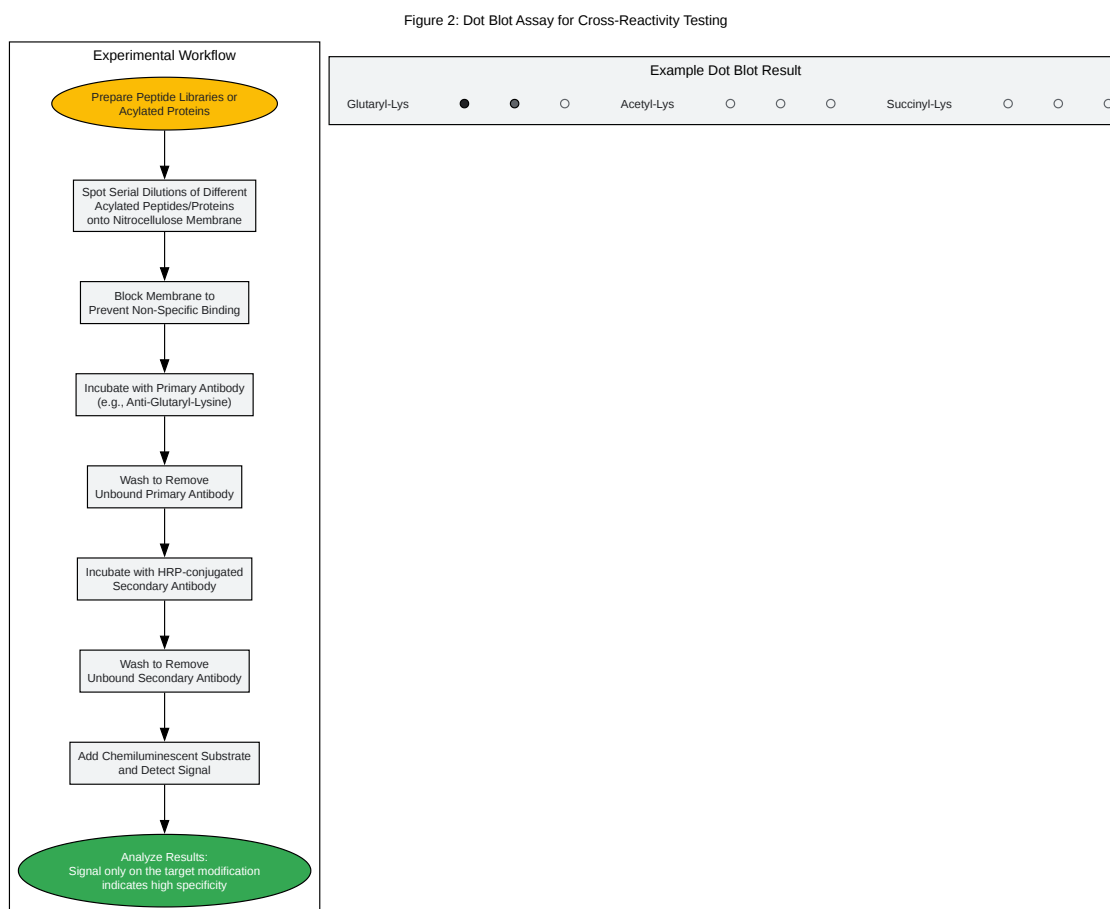 Figure 2: Dot Blot Assay for Cross-Reactivity Testing
Experimental Workflow
Prepare Peptide Libraries or
Acylated Proteins
Spot Serial Dilutions of Different
Acylated Peptides/Proteins
onto Nitrocellulose Membrane
Block Membrane to
Prevent Non-Specific Binding
Incubate with Primary Antibody
(e.g., Anti-Glutaryl-Lysine)
Wash to Remove
Unbound Primary Antibody
Incubate with HRP-conjugated
Secondary Antibody
Wash to Remove
Unbound Secondary Antibody
Add Chemiluminescent Substrate
and Detect Signal
Analyze Results:
Signal only on the target modification
indicates high specificity
Example Dot Blot Result
Glutaryl-Lys Acetyl-Lys Succinyl-Lys